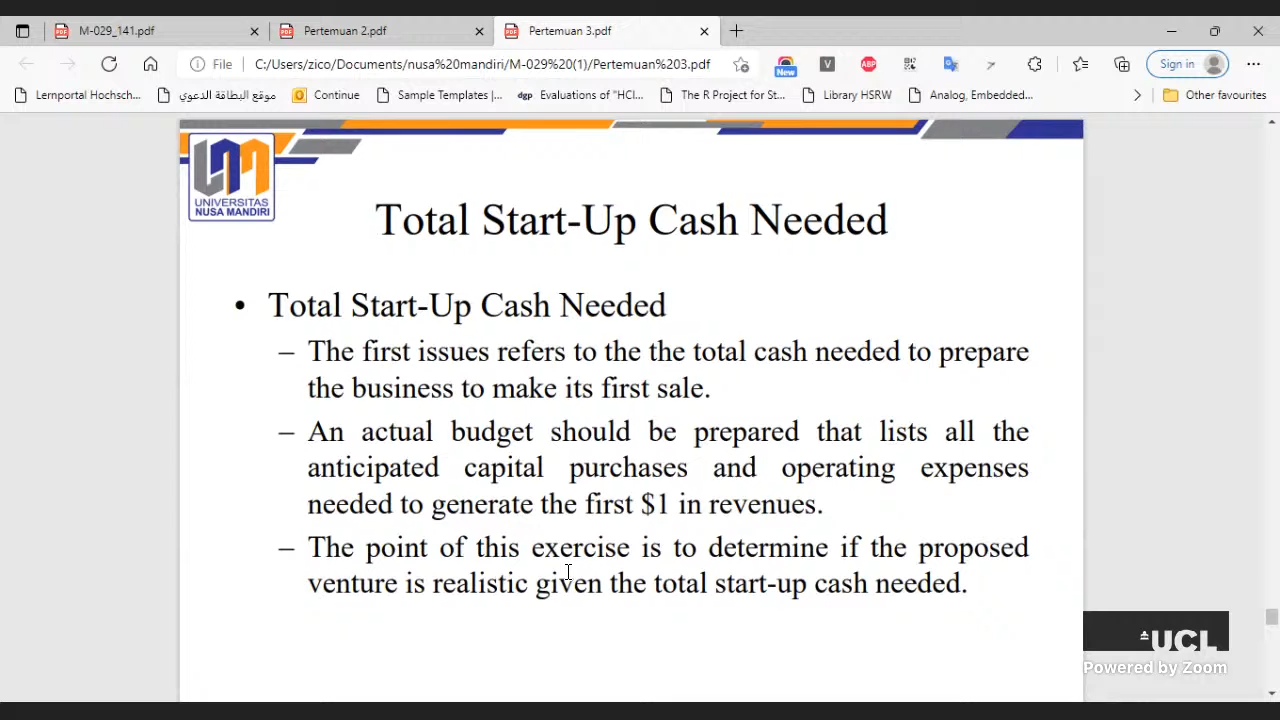 M-029_141.pdf
Pertemuan 2.pdf
Pertemuan 3.pdf
File
C:/Users/zico/Documents/nusa%20mandiri/M-029%20(1)/Pertemuan%203.pdf
New
V
ABP
Sign in
Lernportal Hochsch...
موقع البطاقة الدعوي
Continue
Sample Templates |...
dgp
Evaluations of "HCI...
The R Project for St...
Library HSRW
Analog, Embedded...
Other favourites
UNIVERSITAS
NUSA MANDIRI
Total Start-Up Cash Needed
• Total Start-Up Cash Needed
– The first issues refers to the the total cash needed to prepare
the business to make its first sale.
– An actual budget should be prepared that lists all the
anticipated capital purchases and operating expenses
needed to generate the first $1 in revenues.
– The point of this exercise is to determine if the proposed
venture is realistic given the total start-up cash needed.
UCL
Powered by Zoom